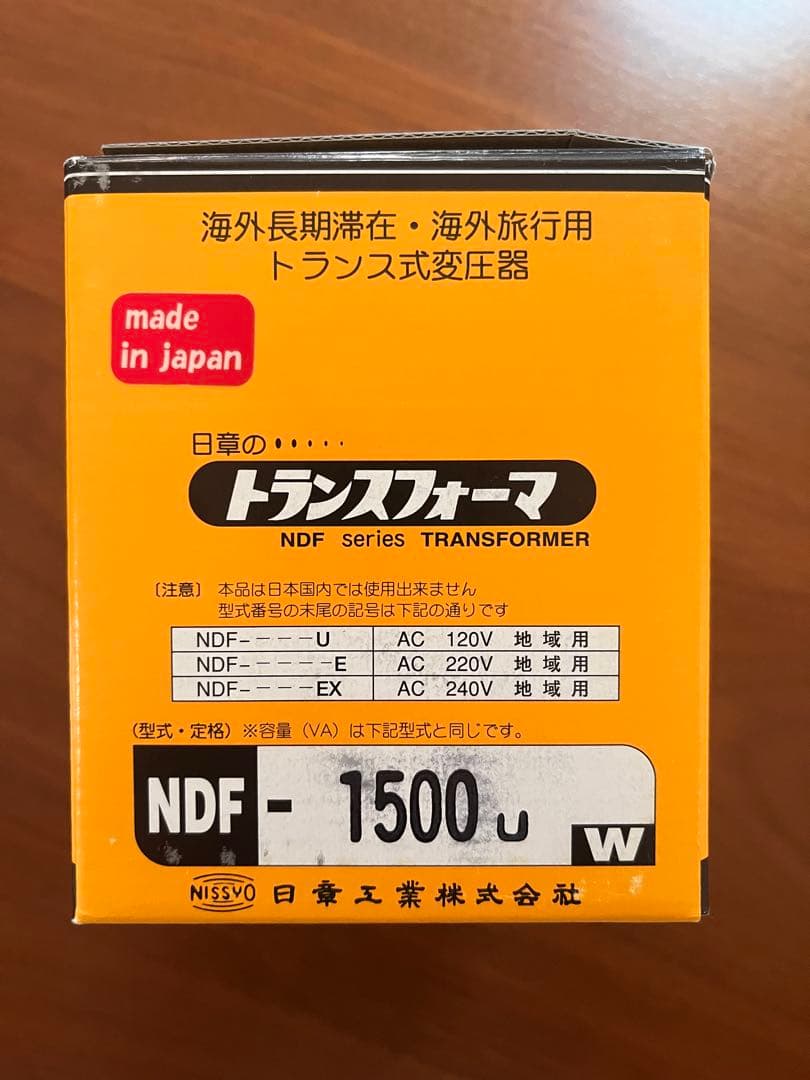 海外長期滞在・海外旅行用
トランス式変圧器
made
in japan
日章の・・・・・
トランスフォーマ
NDF series TRANSFORMER
〔注意〕 本品は日本国内では使用出来ません
型式番号の末尾の記号は下記の通りです
NDF-----U AC 120V 地域用
NDF-----E AC 220V 地域用
NDF----EX AC 240V 地域用
(型式・定格) ※容量(VA)は下記型式と同じです。
NDF - 1500 U W
NISSYO 日章工業株式会社